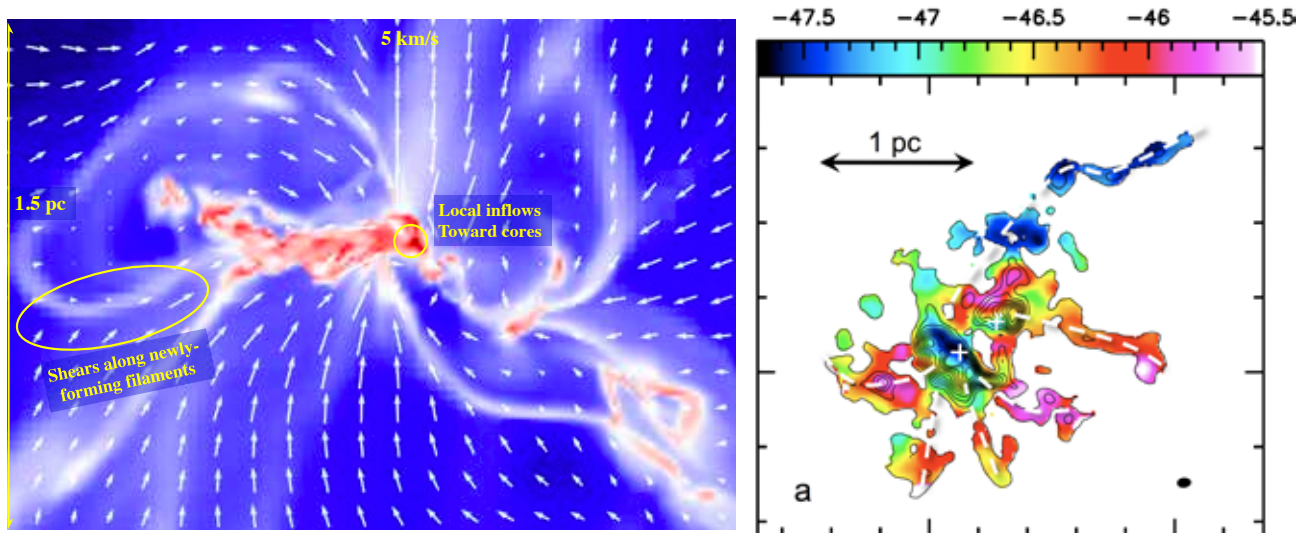 5 km/s
1.5 pc
Local inflows
Toward cores
Shears along newly-
forming filaments
−47.5 −47 −46.5 −46 −45.5
1 pc
a